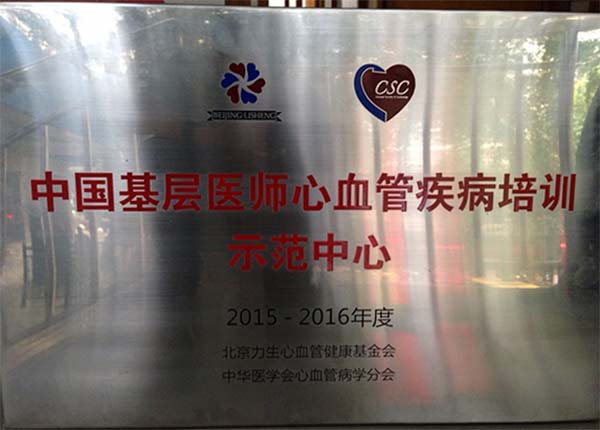 BEIJING LISHENG
CSC
中国基层医师心血管疾病培训
示范中心
2015 - 2016年度
北京力生心血管健康基金会
中华医学会心血管病学分会